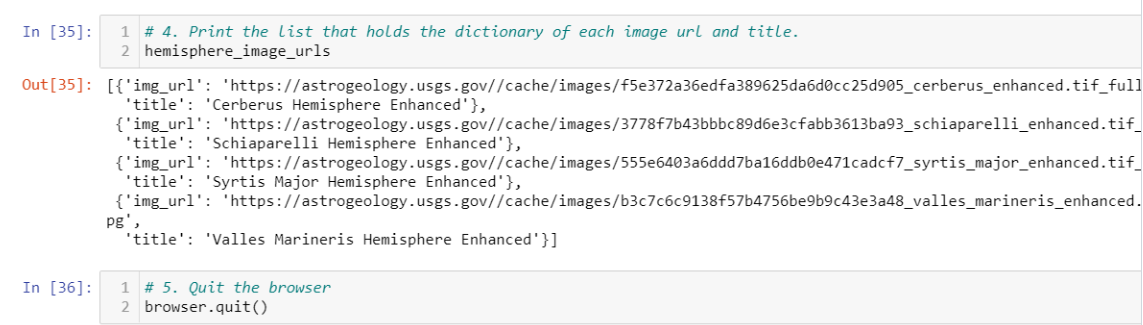 In [35]: 1 # 4. Print the list that holds the dictionary of each image url and title.
2 hemisphere_image_urls
Out[35]: [{'img_url': 'https://astrogeology.usgs.gov//cache/images/f5e372a36edfa389625da6d0cc25d905_cerberus_enhanced.tif_full
'title': 'Cerberus Hemisphere Enhanced'},
{'img_url': 'https://astrogeology.usgs.gov//cache/images/3778f7b43bbbc89d6e3cfabb3613ba93_schiaparelli_enhanced.tif_
'title': 'Schiaparelli Hemisphere Enhanced'},
{'img_url': 'https://astrogeology.usgs.gov//cache/images/555e6403a6ddd7ba16ddb0e471cadcf7_syrtis_major_enhanced.tif_
'title': 'Syrtis Major Hemisphere Enhanced'},
{'img_url': 'https://astrogeology.usgs.gov//cache/images/b3c7c6c9138f57b4756be9b9c43e3a48_valles_marineris_enhanced.
pg',
'title': 'Valles Marineris Hemisphere Enhanced'}]
In [36]: 1 # 5. Quit the browser
2 browser.quit()